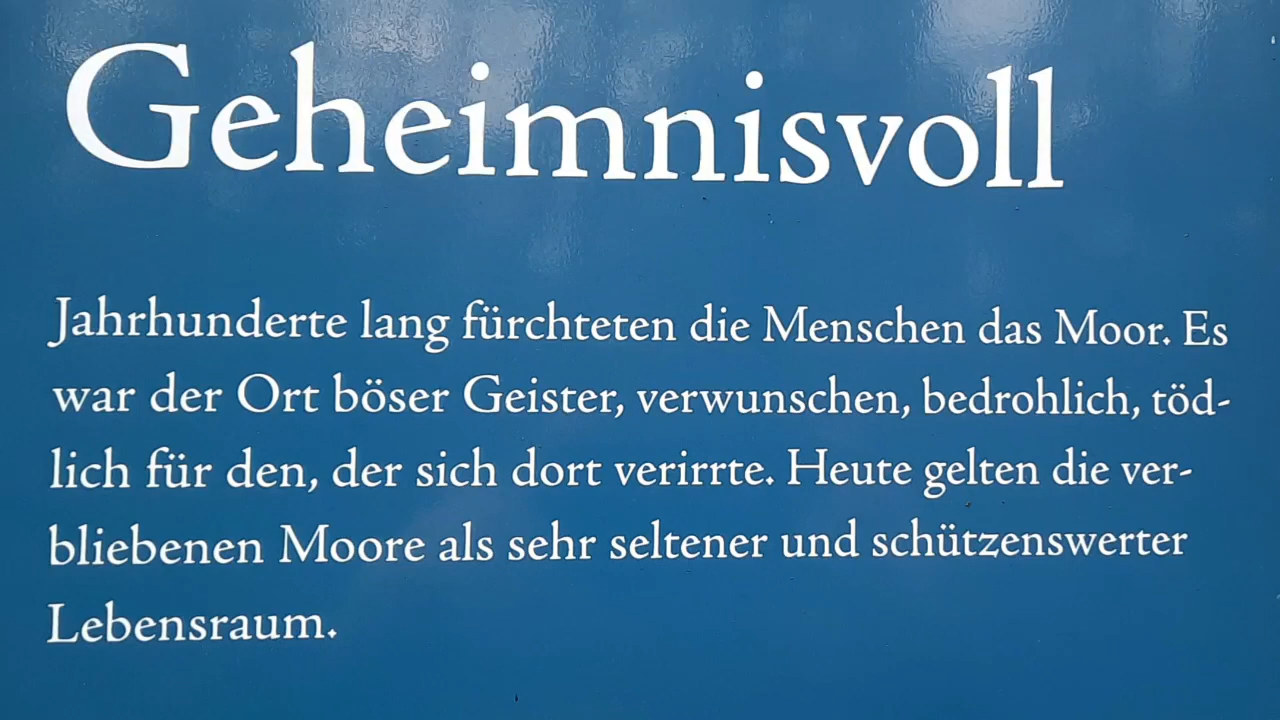 Geheimnisvoll
Jahrhunderte lang fürchteten die Menschen das Moor. Es
war der Ort böser Geister, verwunschen, bedrohlich, töd-
lich für den, der sich dort verirrte. Heute gelten die ver-
bliebenen Moore als sehr seltener und schützenswerter
Lebensraum.